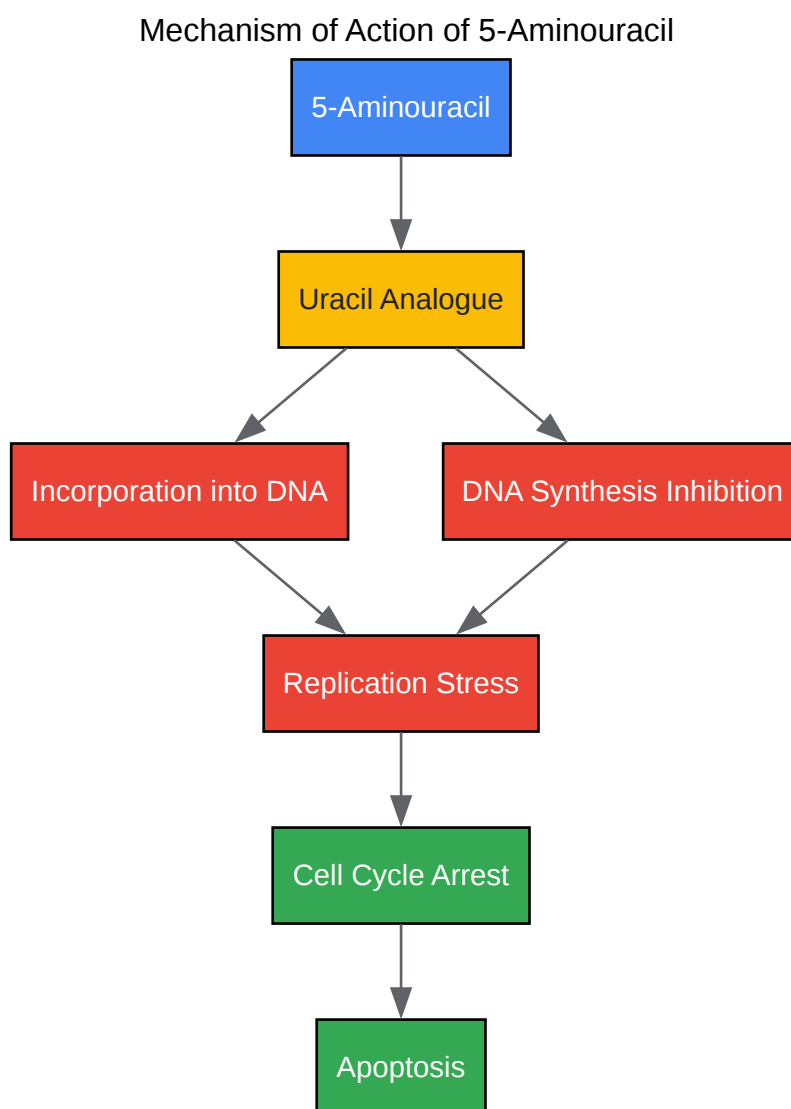 Mechanism of Action of 5-Aminouracil
5-Aminouracil
Uracil Analogue
Incorporation into DNA
DNA Synthesis Inhibition
Replication Stress
Cell Cycle Arrest
Apoptosis